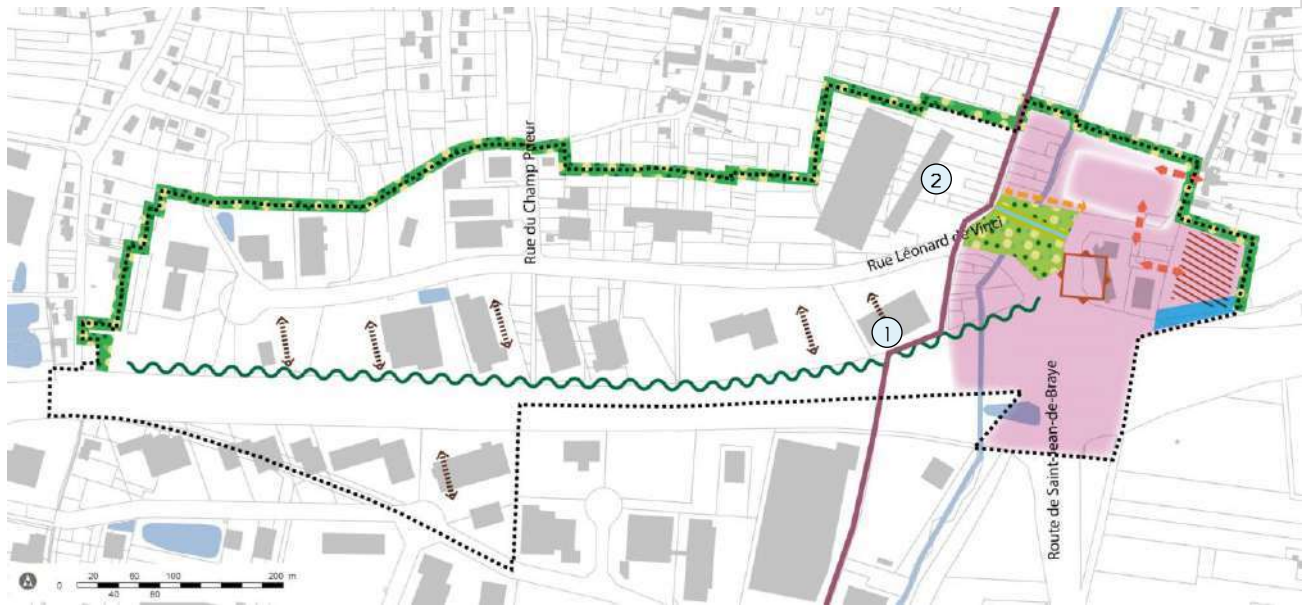 Rue du Champ Prieur
2
Rue Léonard de Vinci
1
Route de Saint-Jean-de-Braye
A
0 20 60 100 200 m
40 80